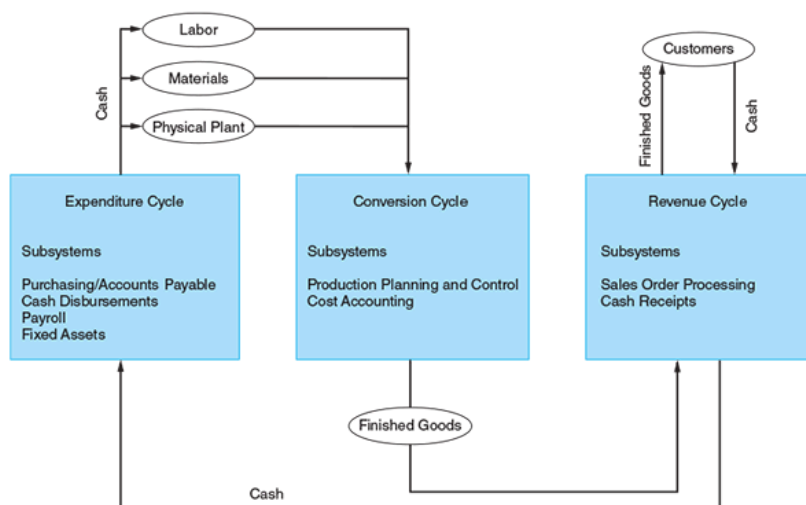 Labor
Materials
Physical Plant
Cash
Customers
Finished Goods
Cash
Expenditure Cycle
Subsystems
Purchasing/Accounts Payable
Cash Disbursements
Payroll
Fixed Assets
Conversion Cycle
Subsystems
Production Planning and Control
Cost Accounting
Revenue Cycle
Subsystems
Sales Order Processing
Cash Receipts
Finished Goods
Cash